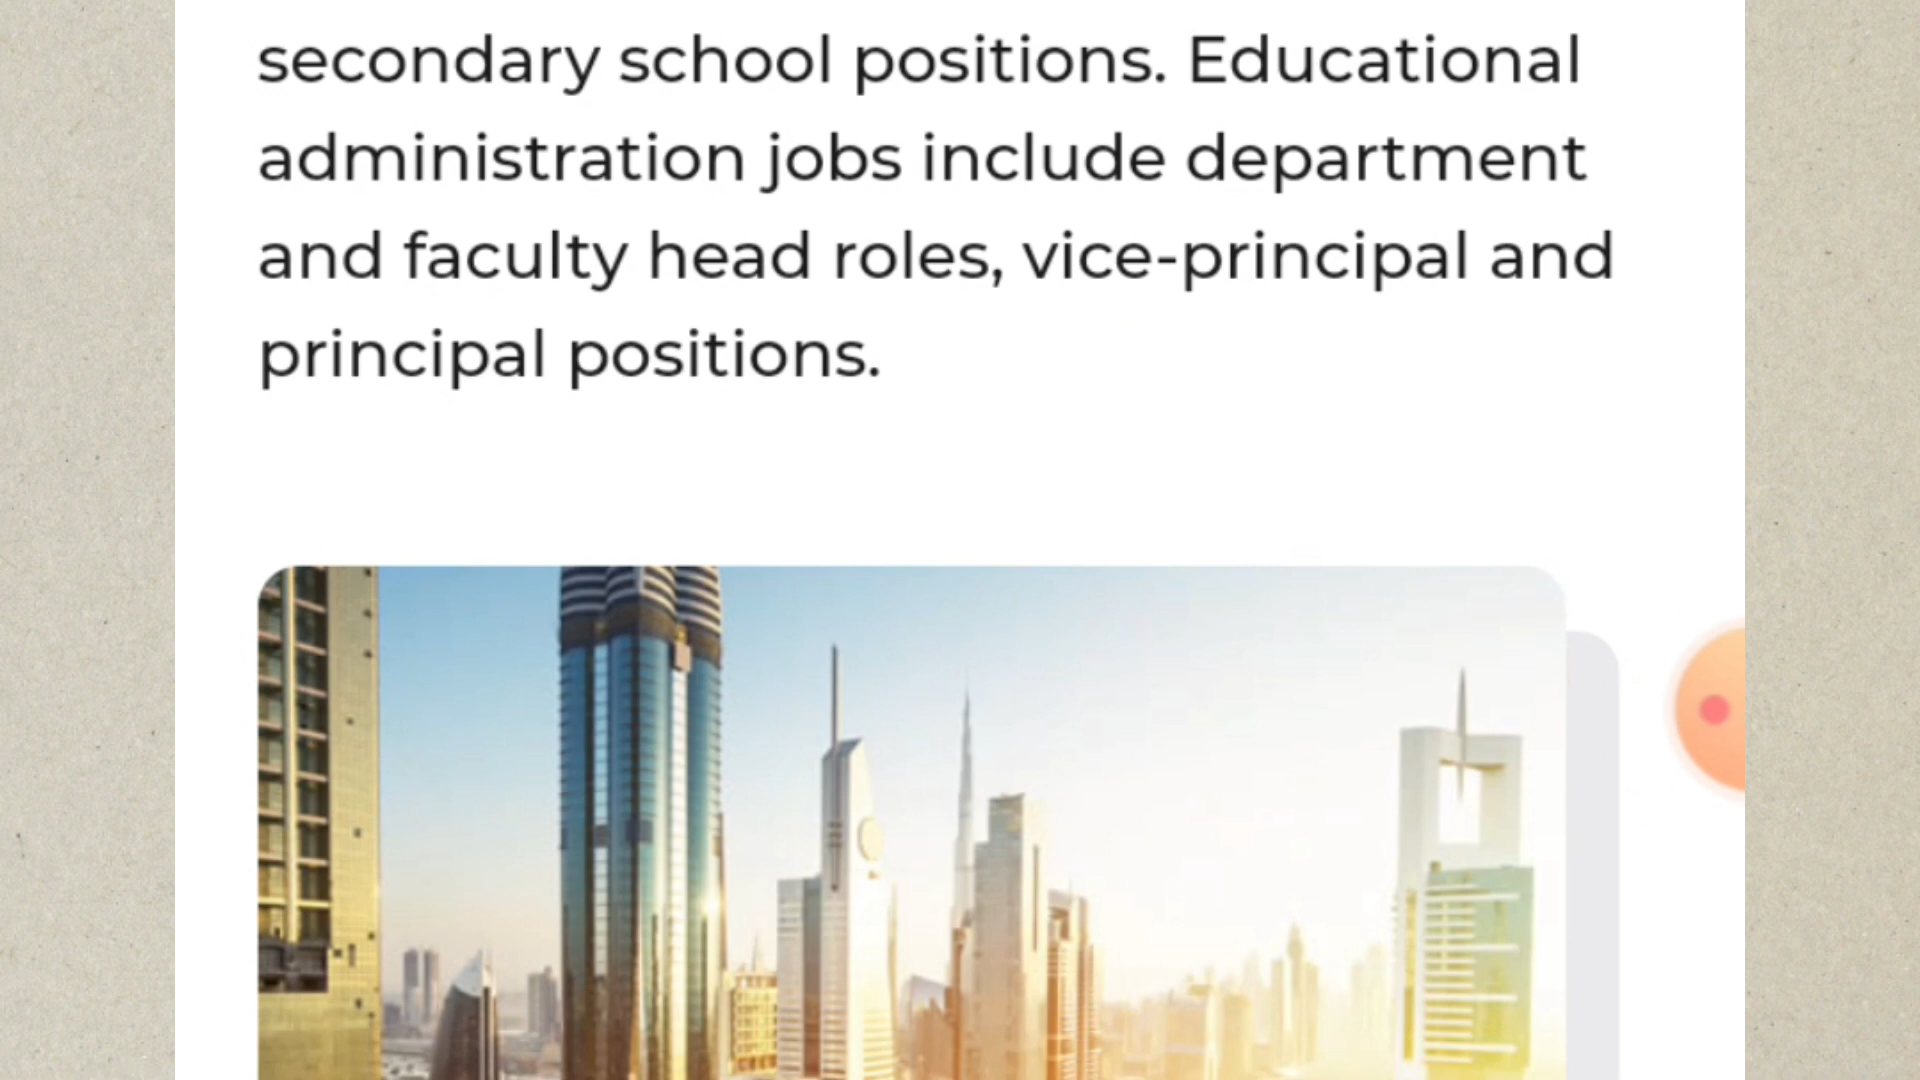 secondary school positions. Educational
administration jobs include department
and faculty head roles, vice-principal and
principal positions.